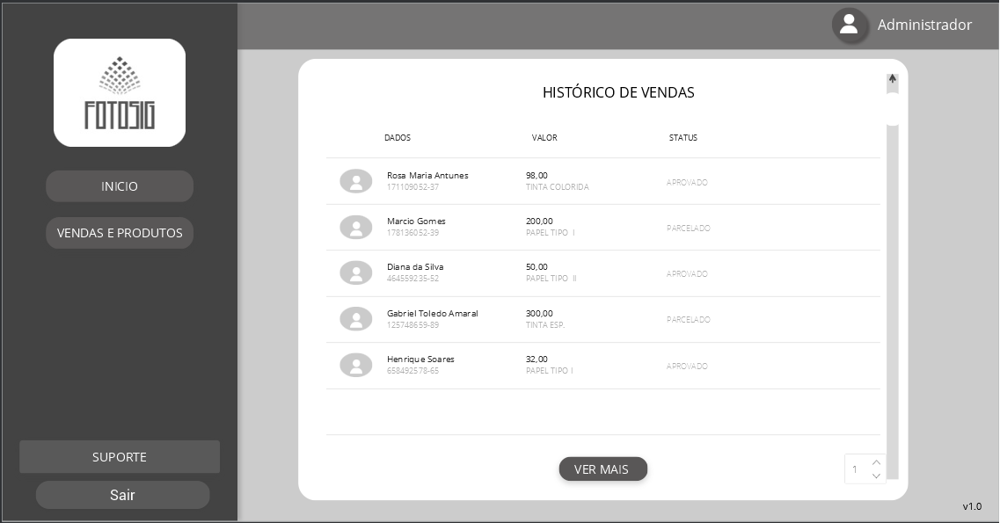 Administrador
FOTOSIG
INICIO
VENDAS E PRODUTOS
SUPORTE
Sair
HISTÓRICO DE VENDAS
DADOS VALOR STATUS
Rosa Maria Antunes 98,00
171109052-37 TINTA COLORIDA APROVADO
Marcio Gomes 200,00
178136052-39 PAPEL TIPO I PARCELADO
Diana da Silva 50,00
464559235-52 PAPEL TIPO II APROVADO
Gabriel Toledo Amaral 300,00
125748659-89 TINTA ESP. PARCELADO
Henrique Soares 32,00
658492578-65 PAPEL TIPO I APROVADO
VER MAIS
1
v1.0